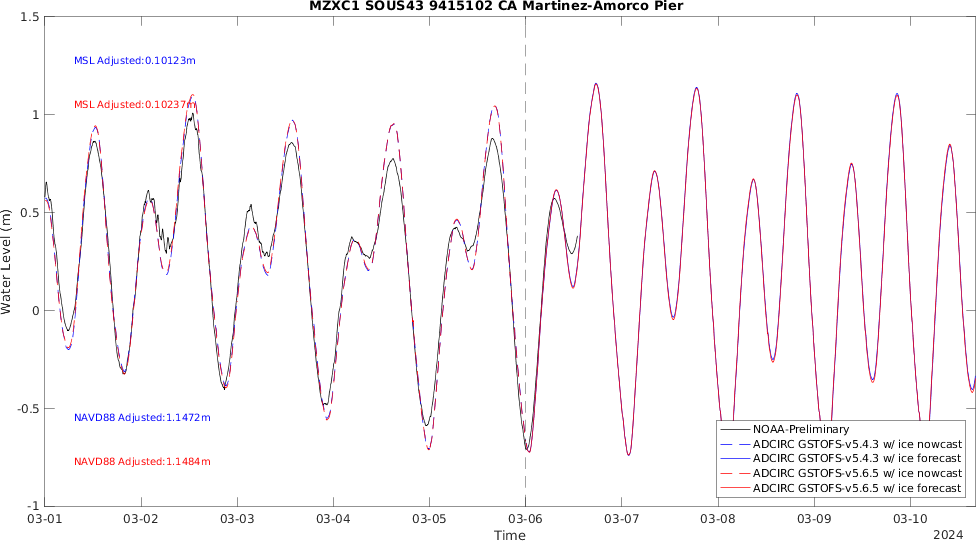 MZXC1 SOUS43 9415102 CA Martinez-Amorco Pier
1.5
MSL Adjusted:0.10123m
MSL Adjusted:0.10237m
1
0.5
0
-0.5
-1
Water Level (m)
NAVD88 Adjusted:1.1472m
NAVD88 Adjusted:1.1484m
NOAA-Preliminary
ADCIRC GSTOFS-v5.4.3 w/ ice nowcast
ADCIRC GSTOFS-v5.4.3 w/ ice forecast
ADCIRC GSTOFS-v5.6.5 w/ ice nowcast
ADCIRC GSTOFS-v5.6.5 w/ ice forecast
03-01 03-02 03-03 03-04 03-05 03-06 03-07 03-08 03-09 03-10
Time
2024